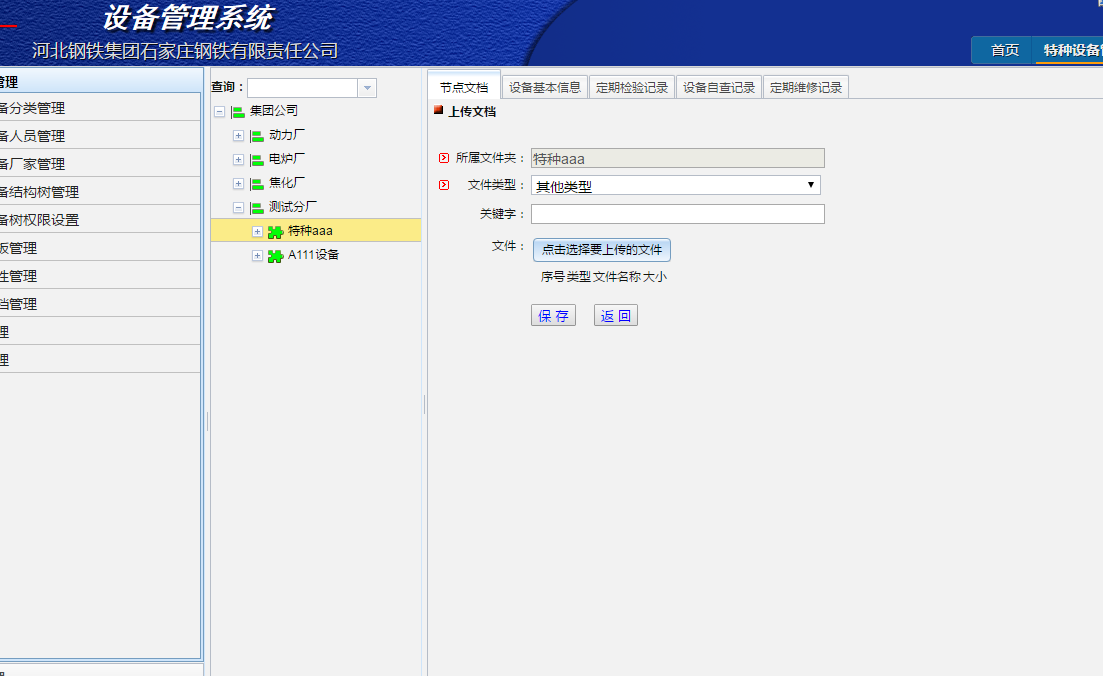 设备管理系统
河北钢铁集团石家庄钢铁有限责任公司
首页
特种设备
管理
备分类管理
备人员管理
备厂家管理
备结构树管理
备树权限设置
板管理
性管理
档管理
理
理
查询：
集团公司
动力厂
电炉厂
焦化厂
测试分厂
特种aaa
A111设备
节点文档 设备基本信息 定期检验记录 设备自查记录 定期维修记录
上传文档
所属文件夹： 特种aaa
文件类型： 其他类型
关键字：
文件： 点击选择要上传的文件
序号 类型 文件名称 大小
保 存 返 回